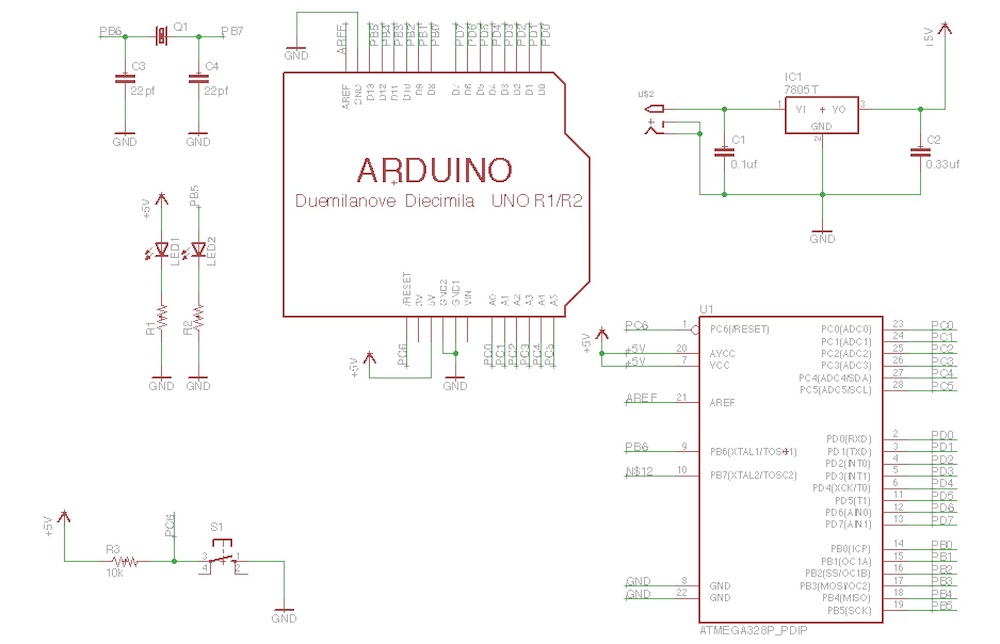 PB6 Q1 PB7
C3 C4
22pf 22pf
GND GND
GND
AREF PB5 PB4 PB3 PB2 PB1 PB0 PD7 PD6 PD5 PD4 PD3 PD2 PD1 PD0
AREF GND D13 D12 D11 D10 D9 D8 D7 D6 D5 D4 D3 D2 D1 D0
ARDUINO
Duemilanove Diecimila UNO R1/R2
/RESET 3V 5V GND2 GND1 VIN A0 A1 A2 A3 A4 A5
PC6 PC0 PC1 PC2 PC3 PC4 PC5
+5V
GND
+5V PB5
LED1 LED2
R1 R2
GND GND
U$2
+
IC1
7805T
1 VI + VO 3
GND
2
C1 C2
0.1uf 0.33uf
GND
U1
+5V
PC6 1 PC6(/RESET)
+5V 20 AVCC
+5V 7 VCC
AREF 21 AREF
PB6 9 PB6(XTAL1/TOSC1)
N$12 10 PB7(XTAL2/TOSC2)
GND 8 GND
GND 22 GND
PC0(ADC0) 23 PC0
PC1(ADC1) 24 PC1
PC2(ADC2) 25 PC2
PC3(ADC3) 26 PC3
PC4(ADC4/SDA) 27 PC4
PC5(ADC5/SCL) 28 PC5
PD0(RXD) 2 PD0
PD1(TXD) 3 PD1
PD2(INT0) 4 PD2
PD3(INT1) 5 PD3
PD4(XCK/T0) 6 PD4
PD5(T1) 11 PD5
PD6(AIN0) 12 PD6
PD7(AIN1) 13 PD7
PB0(ICP) 14 PB0
PB1(OC1A) 15 PB1
PB2(SS/OC1B) 16 PB2
PB3(MOSI/OC2) 17 PB3
PB4(MISO) 18 PB4
PB5(SCK) 19 PB5
ATMEGA328P_PDIP
+5V
R3
10k
PC6
S1
3 1
4 2
GND